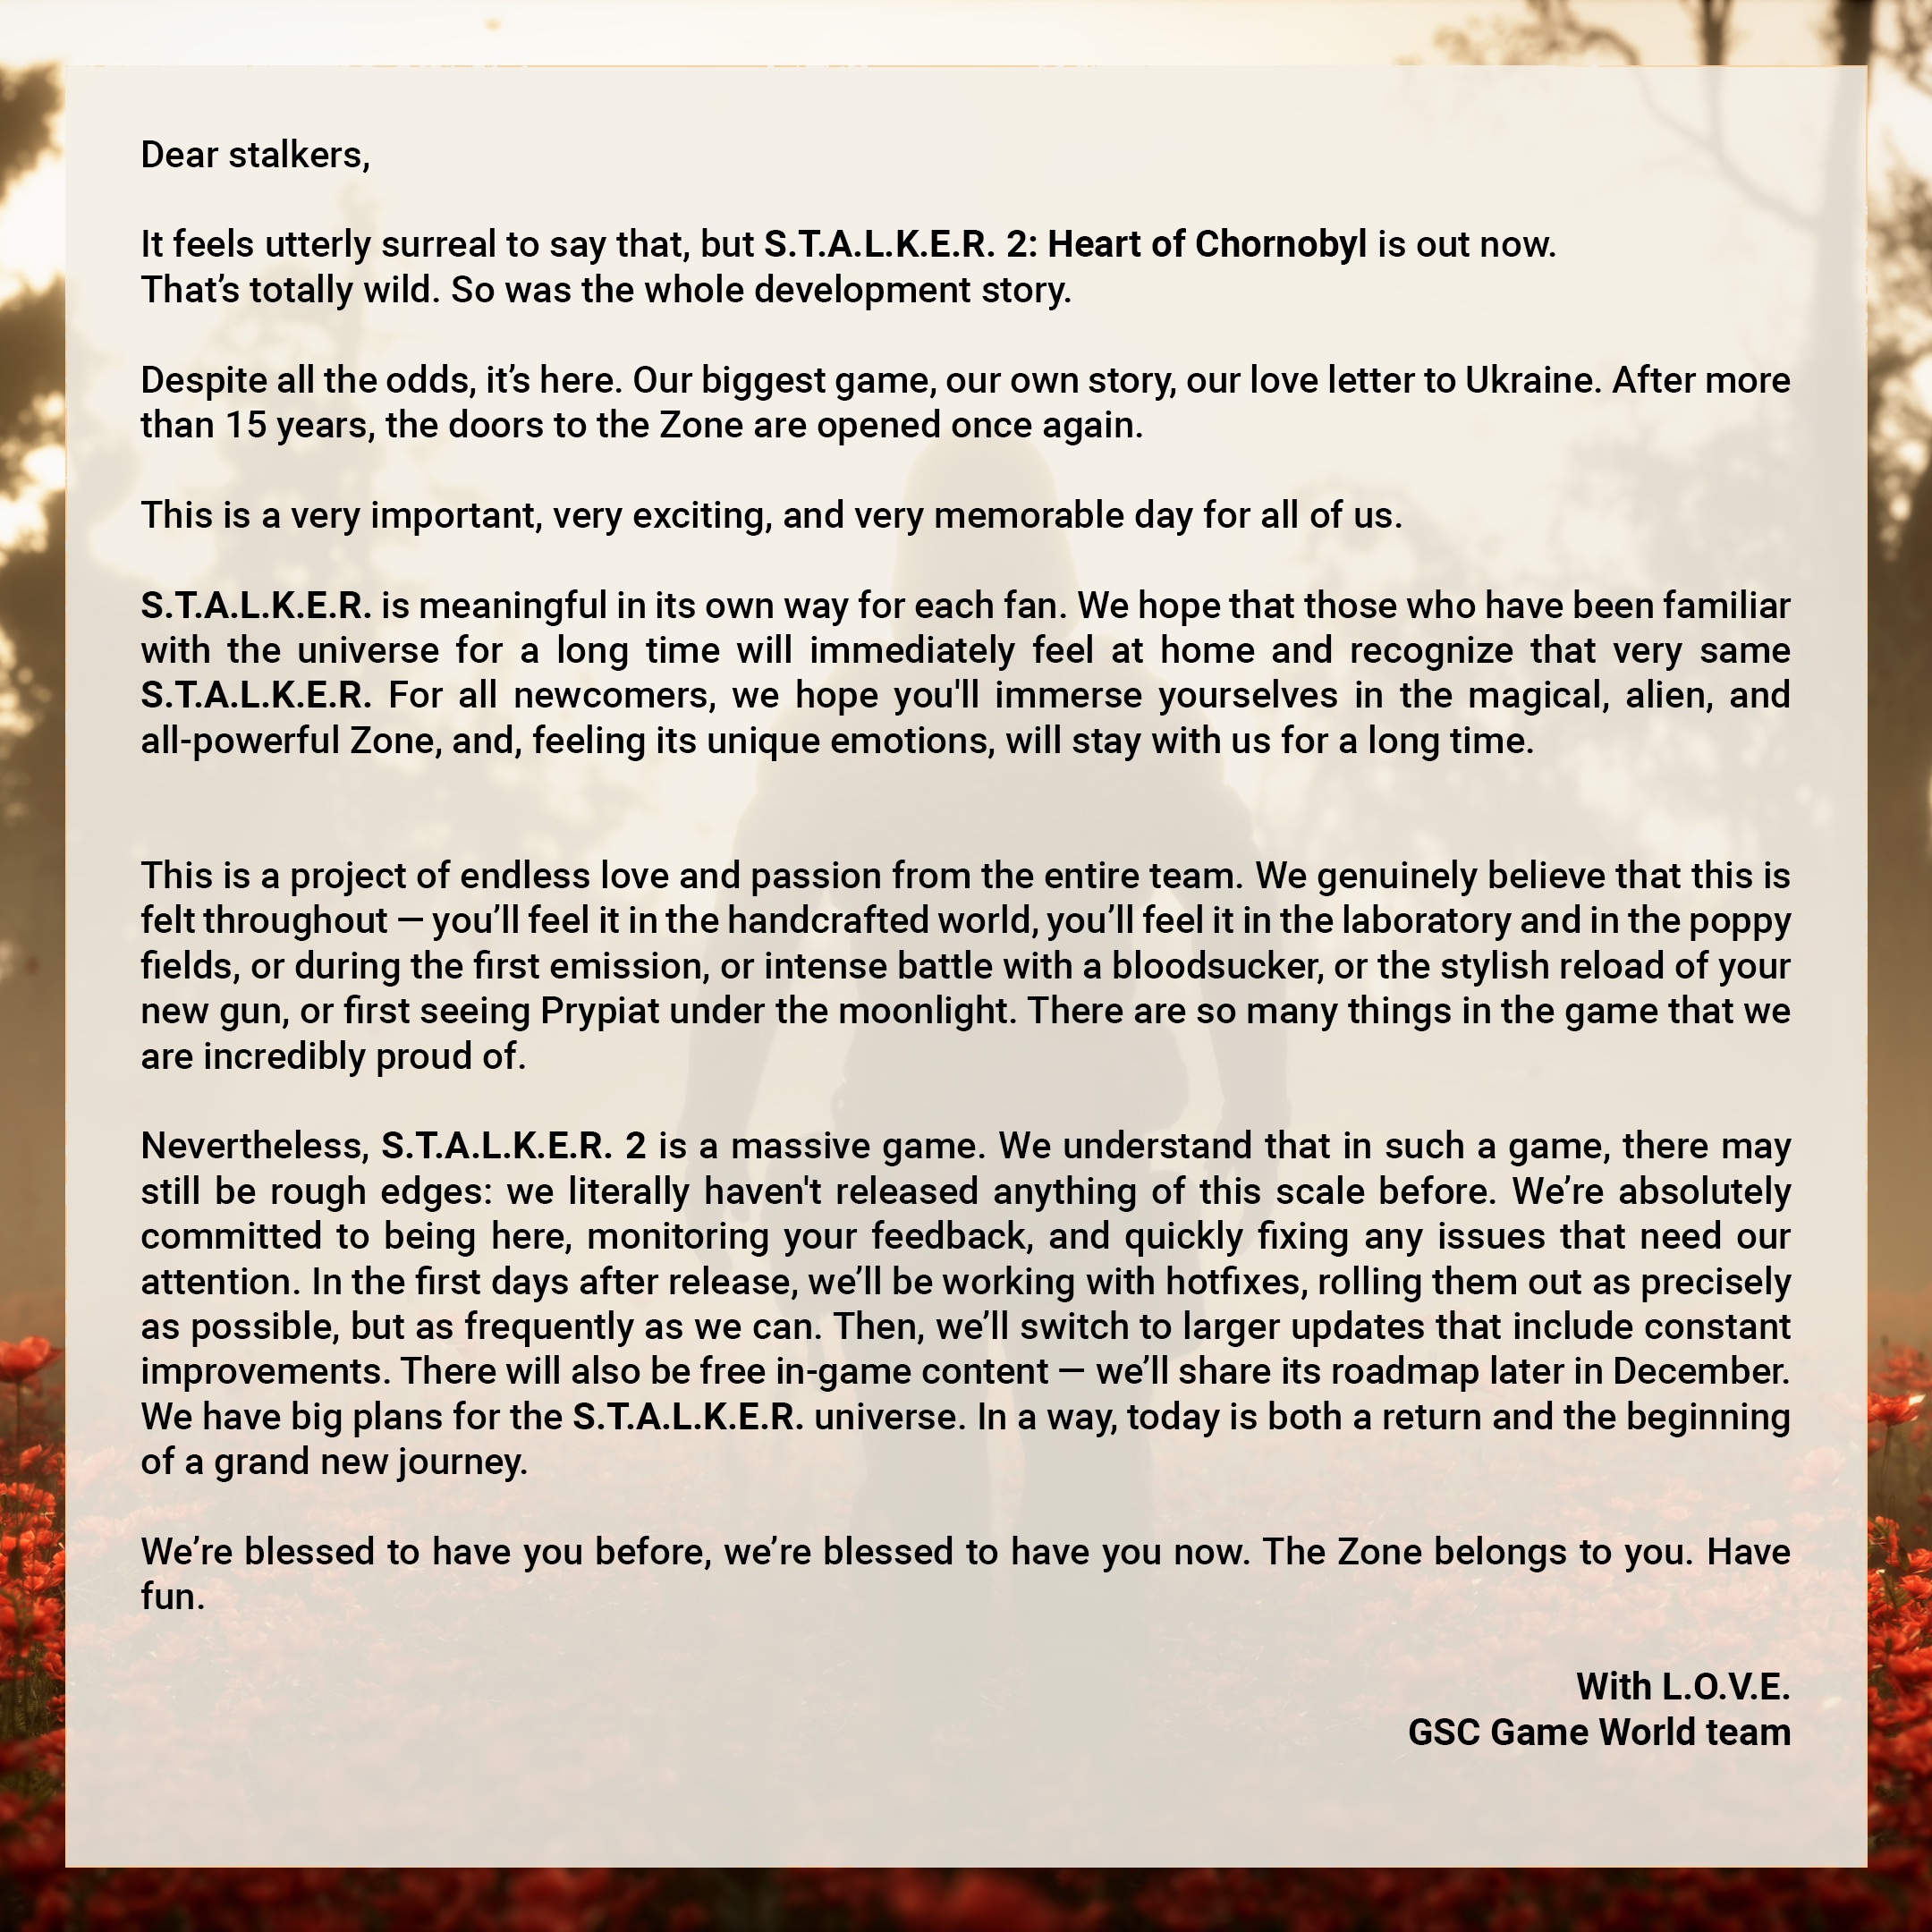 Dear stalkers,
It feels utterly surreal to say that, but S.T.A.L.K.E.R. 2: Heart of Chornobyl is out now.
That’s totally wild. So was the whole development story.
Despite all the odds, it’s here. Our biggest game, our own story, our love letter to Ukraine. After more
than 15 years, the doors to the Zone are opened once again.
This is a very important, very exciting, and very memorable day for all of us.
S.T.A.L.K.E.R. is meaningful in its own way for each fan. We hope that those who have been familiar
with the universe for a long time will immediately feel at home and recognize that very same
S.T.A.L.K.E.R. For all newcomers, we hope you'll immerse yourselves in the magical, alien, and
all-powerful Zone, and, feeling its unique emotions, will stay with us for a long time.
This is a project of endless love and passion from the entire team. We genuinely believe that this is
felt throughout — you’ll feel it in the handcrafted world, you’ll feel it in the laboratory and in the poppy
fields, or during the first emission, or intense battle with a bloodsucker, or the stylish reload of your
new gun, or first seeing Prypiat under the moonlight. There are so many things in the game that we
are incredibly proud of.
Nevertheless, S.T.A.L.K.E.R. 2 is a massive game. We understand that in such a game, there may
still be rough edges: we literally haven't released anything of this scale before. We’re absolutely
committed to being here, monitoring your feedback, and quickly fixing any issues that need our
attention. In the first days after release, we’ll be working with hotfixes, rolling them out as precisely
as possible, but as frequently as we can. Then, we’ll switch to larger updates that include constant
improvements. There will also be free in-game content — we’ll share its roadmap later in December.
We have big plans for the S.T.A.L.K.E.R. universe. In a way, today is both a return and the beginning
of a grand new journey.
We’re blessed to have you before, we’re blessed to have you now. The Zone belongs to you. Have
fun.
With L.O.V.E.
GSC Game World team